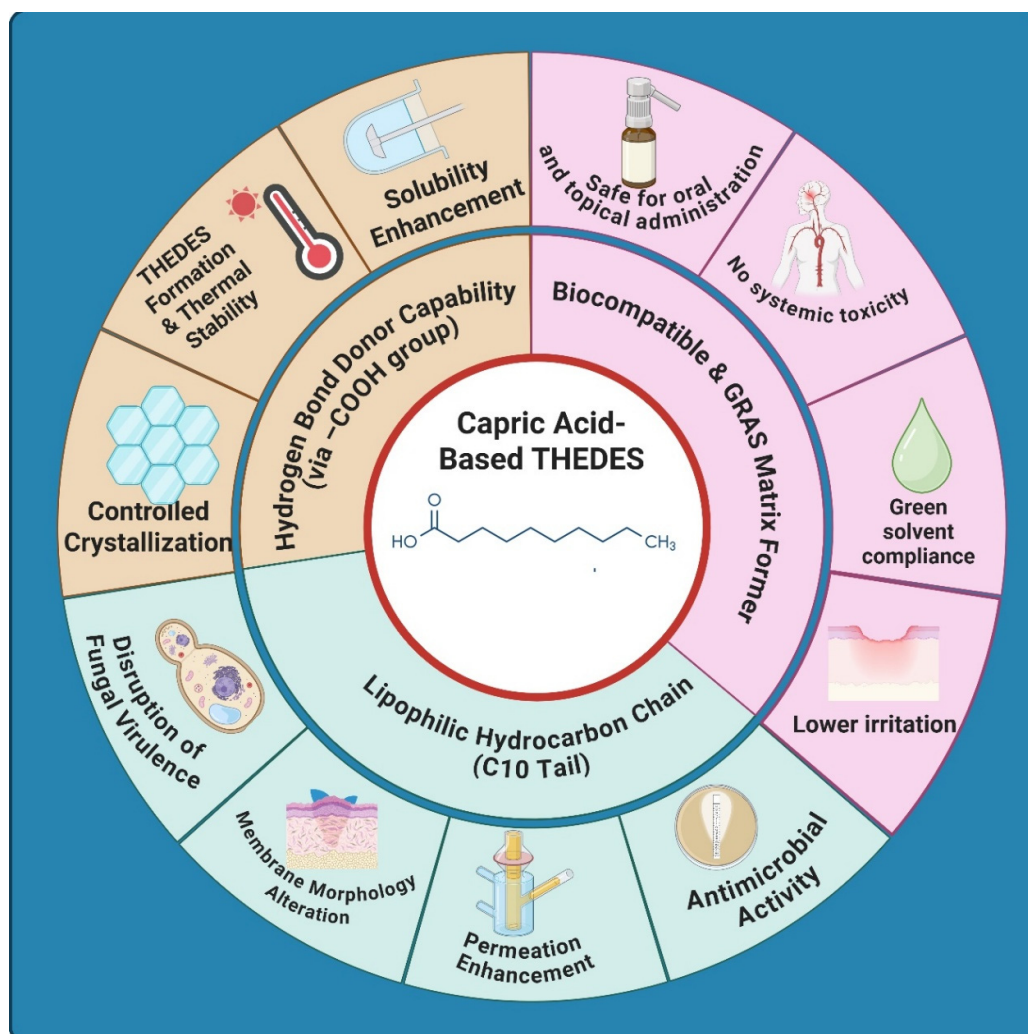 Capric Acid-
Based THEDES
O
HO
CH₃
Hydrogen Bond Donor Capability
(via –COOH group)
Biocompatible & GRAS Matrix Former
Lipophilic Hydrocarbon Chain
(C10 Tail)
Solubility
Enhancement
Safe for oral
and topical administration
No systemic toxicity
Green
solvent
compliance
Lower irritation
Antimicrobial
Activity
Permeation
Enhancement
Membrane Morphology
Alteration
Disruption of
Fungal Virulence
Controlled
Crystallization
THEDES
Formation
& Thermal
Stability